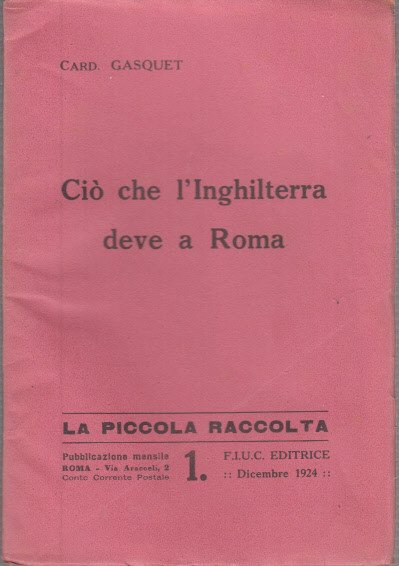 CARD. GASQUET
Ciò che l'Inghilterra
deve a Roma
LA PICCOLA RACCOLTA
Pubblicazione mensile
ROMA - Via Aracœli, 2
Conto Corrente Postale
1.
F.I.U.C. EDITRICE
:: Dicembre 1924 ::